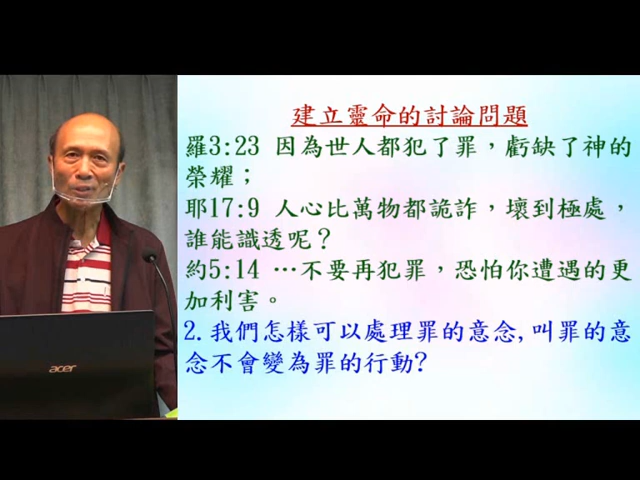 建立靈命的討論問題
羅3:23 因為世人都犯了罪，虧缺了神的
榮耀；
耶17:9 人心比萬物都詭詐，壞到極處，
誰能識透呢？
約5:14 …不要再犯罪，恐怕你遭遇的更
加利害。
2.我們怎樣可以處理罪的意念,叫罪的意
念不會變為罪的行動?
acer